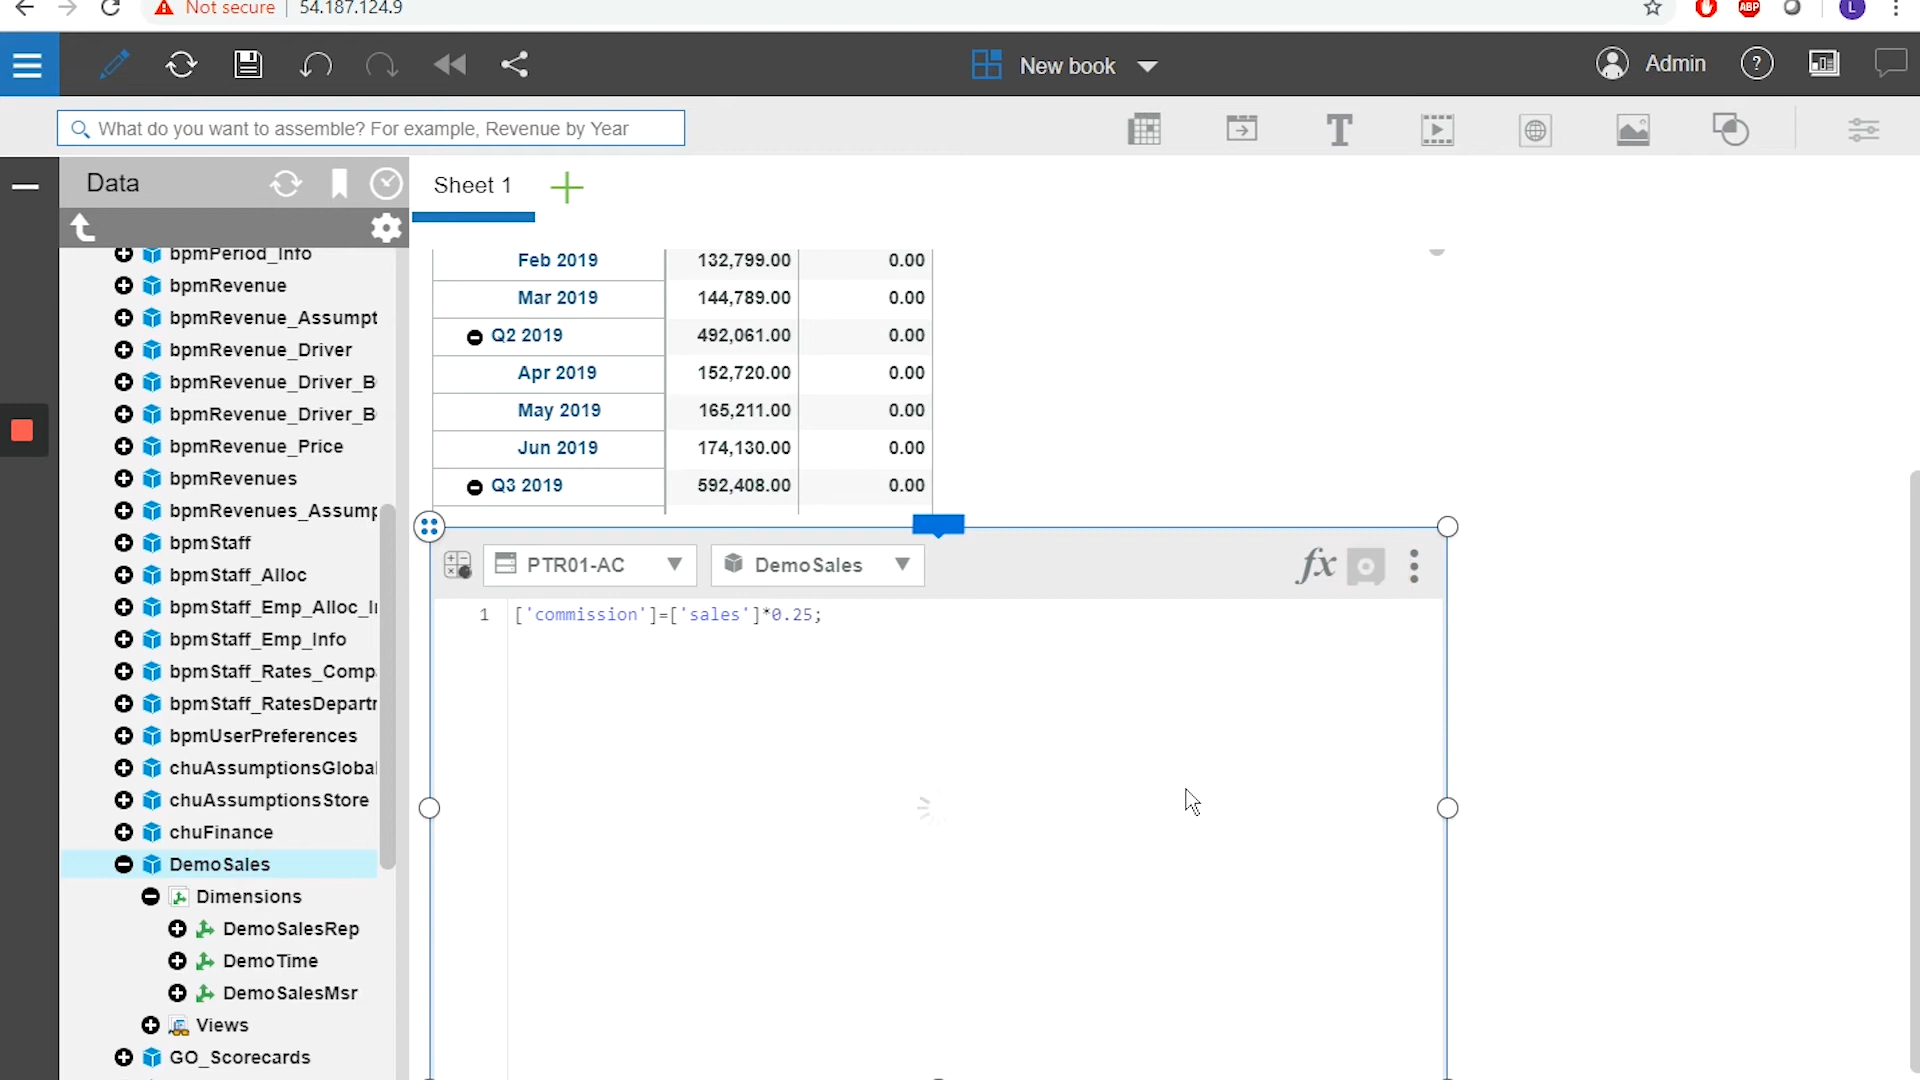 Not secure 54.187.124.9
ABP L
New book Admin ?
What do you want to assemble? For example, Revenue by Year
T
Data
Sheet 1
bpmPeriod_Info
bpmRevenue
bpmRevenue_Assumpt
bpmRevenue_Driver
bpmRevenue_Driver_B
bpmRevenue_Driver_B
bpmRevenue_Price
bpmRevenues
bpmRevenues_Assump
bpmStaff
bpmStaff_Alloc
bpmStaff_Emp_Alloc_I
bpmStaff_Emp_Info
bpmStaff_Rates_Comp
bpmStaff_RatesDepartr
bpmUserPreferences
chuAssumptionsGlobal
chuAssumptionsStore
chuFinance
DemoSales
Dimensions
DemoSalesRep
DemoTime
DemoSalesMsr
Views
GO_Scorecards
Feb 2019 132,799.00 0.00
Mar 2019 144,789.00 0.00
Q2 2019 492,061.00 0.00
Apr 2019 152,720.00 0.00
May 2019 165,211.00 0.00
Jun 2019 174,130.00 0.00
Q3 2019 592,408.00 0.00
PTR01-AC DemoSales fx
1 ['commission']=['sales']*0.25;